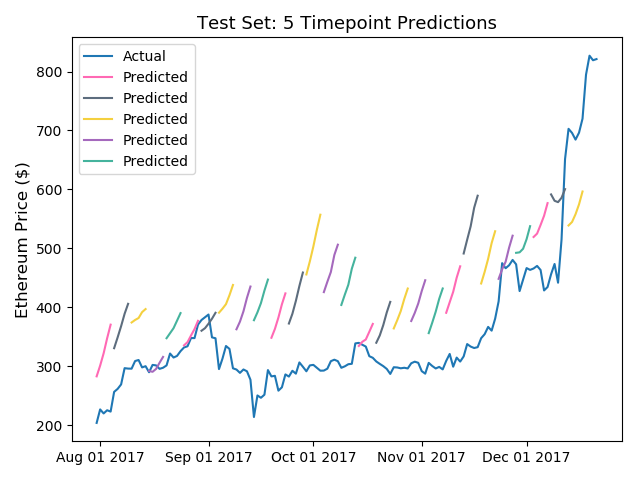 Test Set: 5 Timepoint Predictions
Actual
Predicted
Predicted
Predicted
Predicted
Predicted
Ethereum Price ($)
800
700
600
500
400
300
200
Aug 01 2017 Sep 01 2017 Oct 01 2017 Nov 01 2017 Dec 01 2017